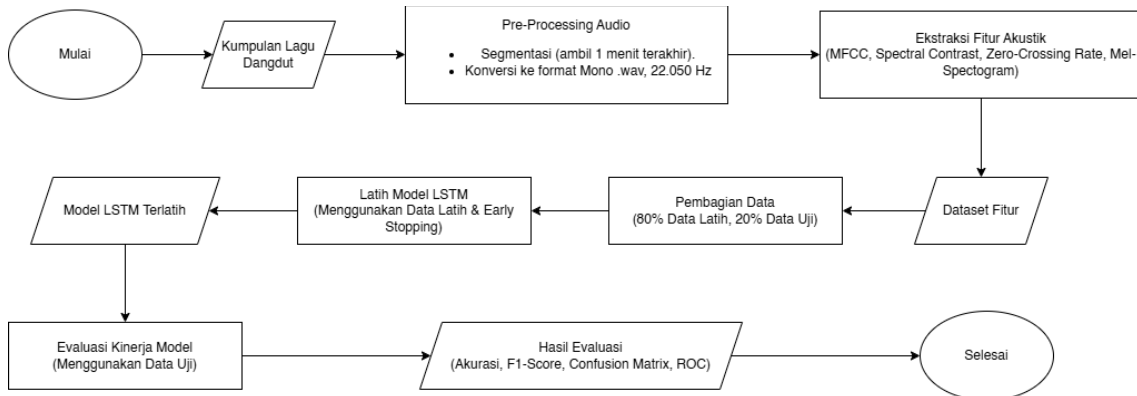 Mulai
Kumpulan Lagu
Dangdut
Pre-Processing Audio
• Segmentasi (ambil 1 menit terakhir).
• Konversi ke format Mono .wav, 22.050 Hz
Ekstraksi Fitur Akustik
(MFCC, Spectral Contrast, Zero-Crossing Rate, Mel-
Spectogram)
Dataset Fitur
Pembagian Data
(80% Data Latih, 20% Data Uji)
Latih Model LSTM
(Menggunakan Data Latih & Early
Stopping)
Model LSTM Terlatih
Evaluasi Kinerja Model
(Menggunakan Data Uji)
Hasil Evaluasi
(Akurasi, F1-Score, Confusion Matrix, ROC)
Selesai